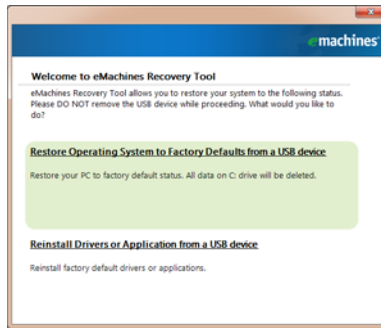 emachines
Welcome to eMachines Recovery Tool
eMachines Recovery Tool allows you to restore your system to the following status.
Please DO NOT remove the USB device while proceeding. What would you like to
do?
Restore Operating System to Factory Defaults from a USB device
Restore your PC to factory default status. All data on C: drive will be deleted.
Reinstall Drivers or Application from a USB device
Reinstall factory default drivers or applications.